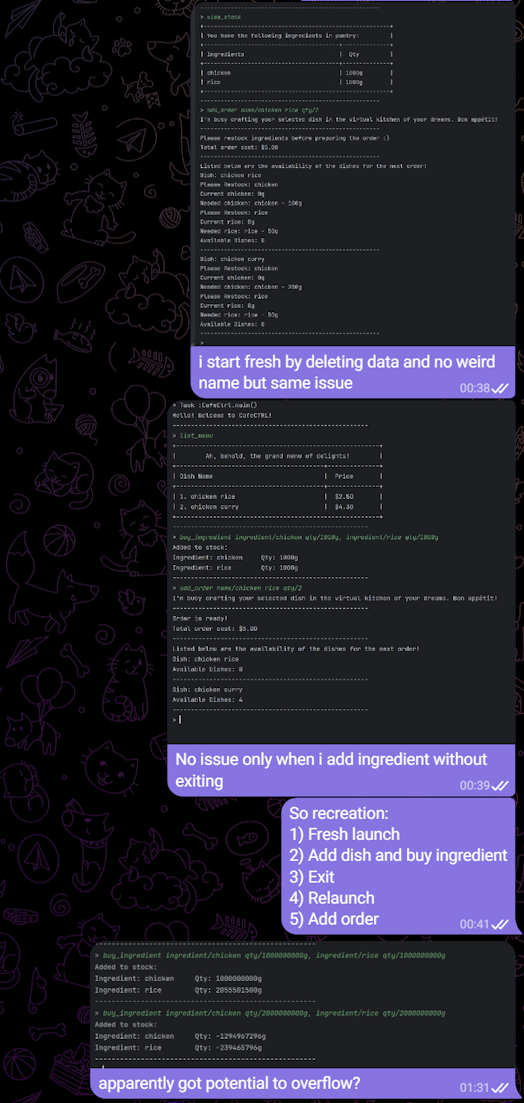 > view_stock
+-----------------------------------------+
| You have the following ingredients in pantry: |
+-----------------------------------------+
| Ingredients | Qty |
+-----------------------------------------+
| chicken | 1000g |
| rice | 1000g |
+-----------------------------------------+
> add_order name/chicken rice qty/2
I'm busy crafting your selected dish in the virtual kitchen of your dreams. Bon appétit!
--------------------------------------------------
Please restock ingredients before preparing the order :)
Total order cost: $5.00
--------------------------------------------------
Listed below are the availability of the dishes for the next order!
Dish: chicken rice
Please Restock: chicken
Current chicken: 0g
Needed chicken: chicken - 100g
Please Restock: rice
Current rice: 0g
Needed rice: rice - 50g
Available Dishes: 0
--------------------------------------------------
Dish: chicken curry
Please Restock: chicken
Current chicken: 0g
Needed chicken: chicken - 200g
Please Restock: rice
Current rice: 0g
Needed rice: rice - 50g
Available Dishes: 0
--------------------------------------------------
>
i start fresh by deleting data and no weird
name but same issue
00:38
> Task :CafeCtrl.main()
Hello! Welcome to CafeCTRL!
--------------------------------------------------
> list_menu
+-----------------------------------------+
| Ah, behold, the grand menu of delights! |
+-----------------------------------------+
| Dish Name | Price |
+-----------------------------------------+
| 1. chicken rice | $2.50 |
| 2. chicken curry | $4.30 |
+-----------------------------------------+
> buy_ingredient ingredient/chicken qty/1000g, ingredient/rice qty/1000g
Added to stock:
Ingredient: chicken Qty: 1000g
Ingredient: rice Qty: 1000g
--------------------------------------------------
> add_order name/chicken rice qty/2
I'm busy crafting your selected dish in the virtual kitchen of your dreams. Bon appétit!
--------------------------------------------------
Order is ready!
Total order cost: $5.00
--------------------------------------------------
Listed below are the availability of the dishes for the next order!
Dish: chicken rice
Available Dishes: 8
--------------------------------------------------
Dish: chicken curry
Available Dishes: 4
--------------------------------------------------
>
No issue only when i add ingredient without
exiting
00:39
So recreation:
1) Fresh launch
2) Add dish and buy ingredient
3) Exit
4) Relaunch
5) Add order
00:41
> buy_ingredient ingredient/chicken qty/1000000000g, ingredient/rice qty/1000000000g
Added to stock:
Ingredient: chicken Qty: 1000000000g
Ingredient: rice Qty: 2055501500g
--------------------------------------------------
> buy_ingredient ingredient/chicken qty/2000000000g, ingredient/rice qty/2000000000g
Added to stock:
Ingredient: chicken Qty: -1294967296g
Ingredient: rice Qty: -239465796g
--------------------------------------------------
apparently got potential to overflow?
01:31